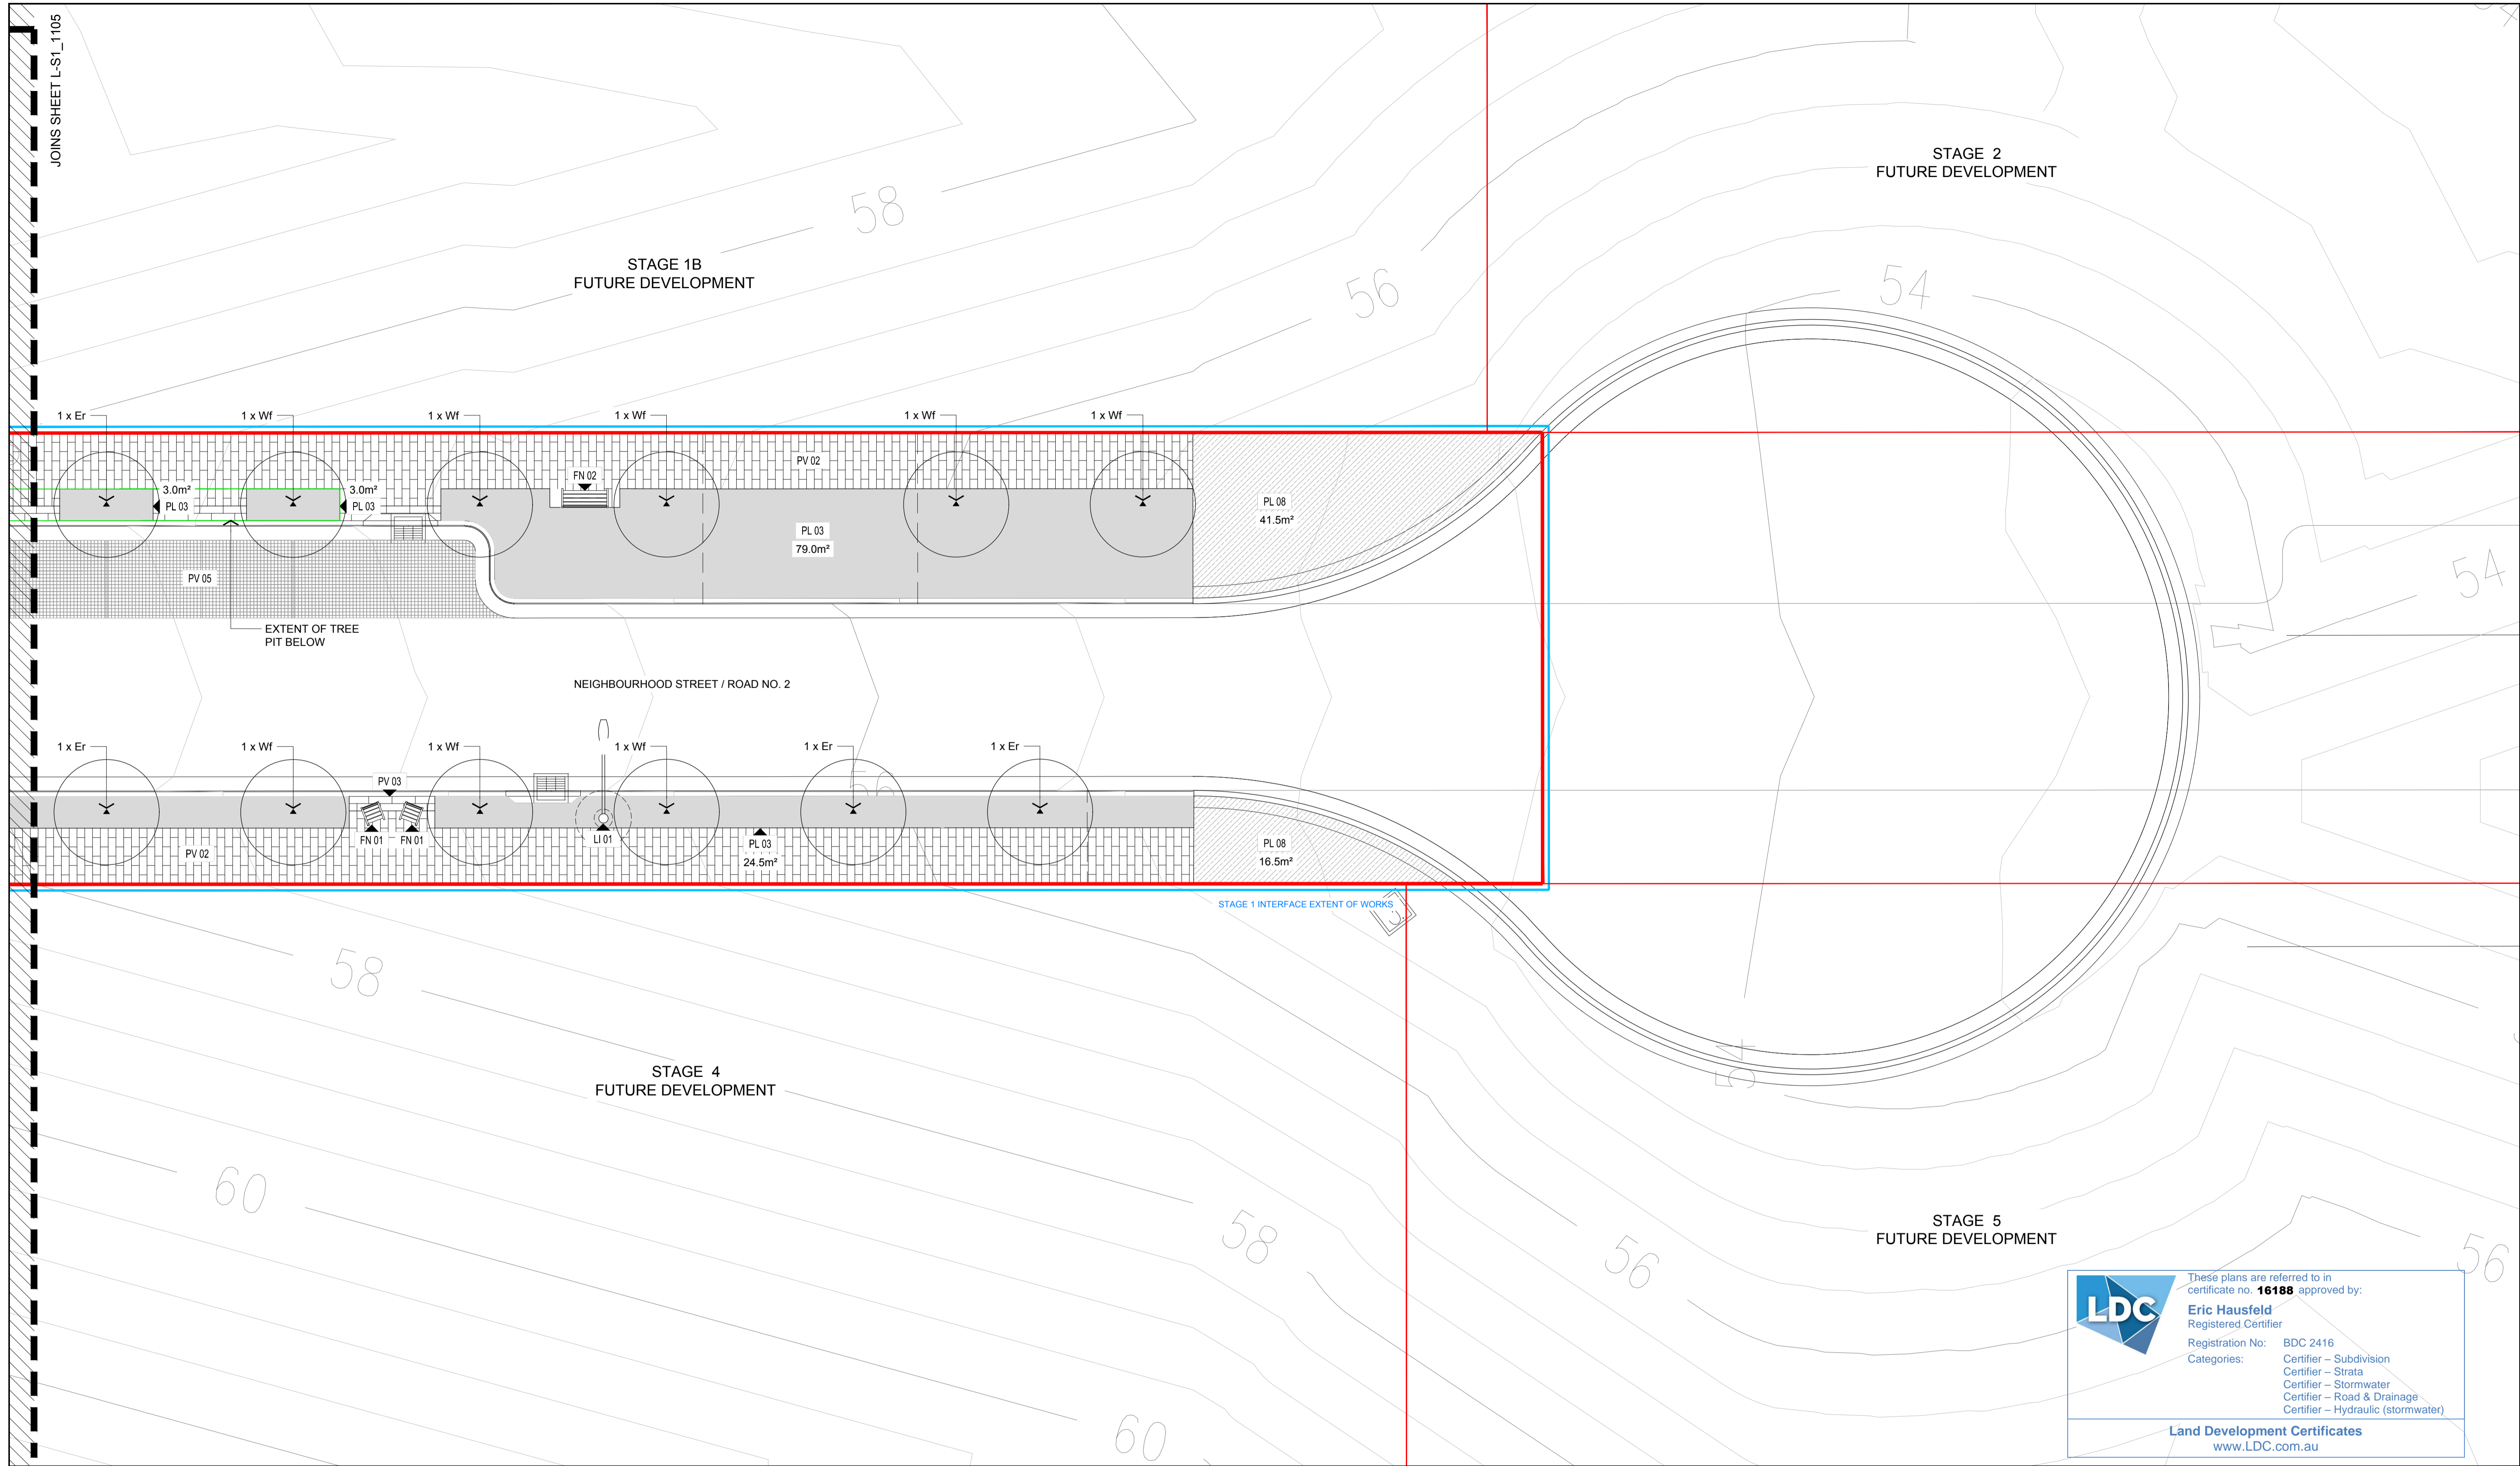 JOINS SHEET L-S1_1105
STAGE 2
FUTURE DEVELOPMENT
58
STAGE 1B
FUTURE DEVELOPMENT
56
54
1 x Er
1 x Wf
1 x Wf
1 x Wf
1 x Wf
1 x Wf
PV 02
FN 02
3.0m²
PL 03
3.0m²
PL 03
PL 08
41.5m²
PL 03
79.0m²
54
PV 05
EXTENT OF TREE
PIT BELOW
NEIGHBOURHOOD STREET / ROAD NO. 2
1 x Er
1 x Wf
1 x Wf
1 x Wf
1 x Er
1 x Er
PV 03
56
FN 01
FN 01
LI 01
PV 02
PL 03
24.5m²
PL 08
16.5m²
STAGE 1 INTERFACE EXTENT OF WORKS
58
54
STAGE 4
FUTURE DEVELOPMENT
60
58
56
STAGE 5
FUTURE DEVELOPMENT
56
60
LDC
These plans are referred to in
certificate no. 16188 approved by:
Eric Hausfeld
Registered Certifier
Registration No: BDC 2416
Categories: Certifier – Subdivision
Certifier – Strata
Certifier – Stormwater
Certifier – Road & Drainage
Certifier – Hydraulic (stormwater)
Land Development Certificates
www.LDC.com.au